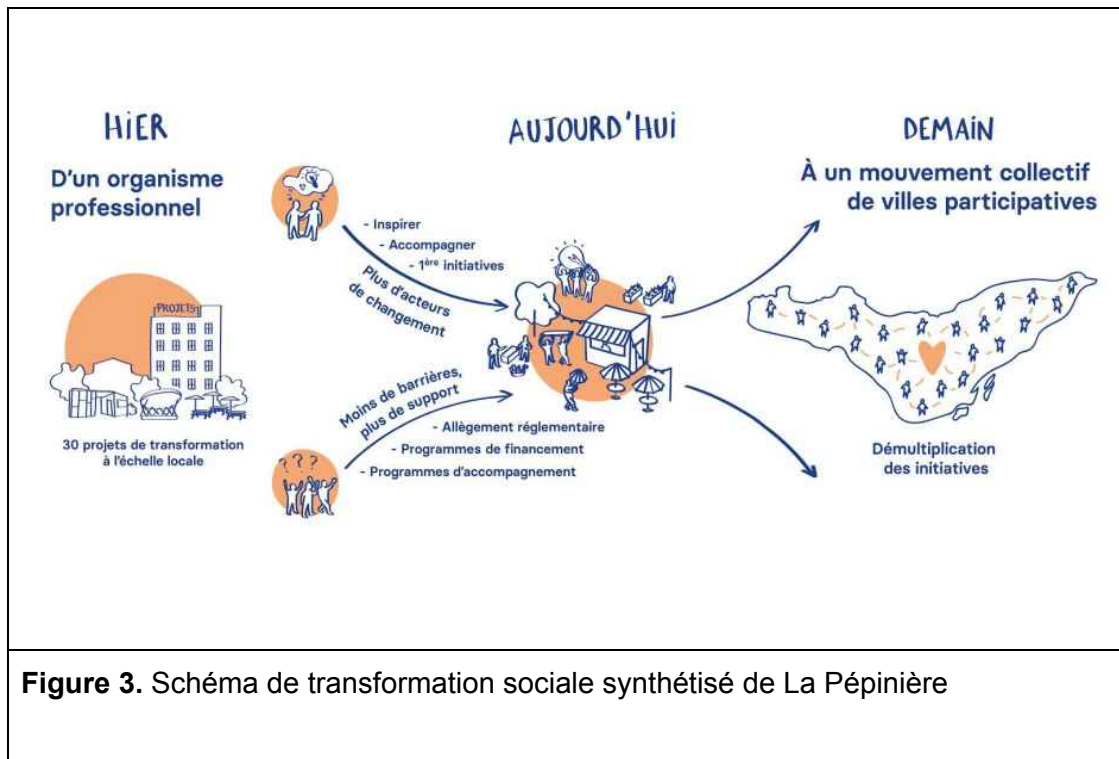 HIER
D'un organisme
professionnel
PROJETS
30 projets de transformation
à l'échelle locale
AUJOURD'HUI
- Inspirer
- Accompagner
- 1ère initiatives
Plus d'acteurs
de changement
Moins de barrières,
plus de support
- Allègement réglementaire
- Programmes de financement
- Programmes d'accompagnement
? ? ?
DEMAIN
À un mouvement collectif
de villes participatives
Démultiplication
des initiatives
Figure 3. Schéma de transformation sociale synthétisé de La Pépinière